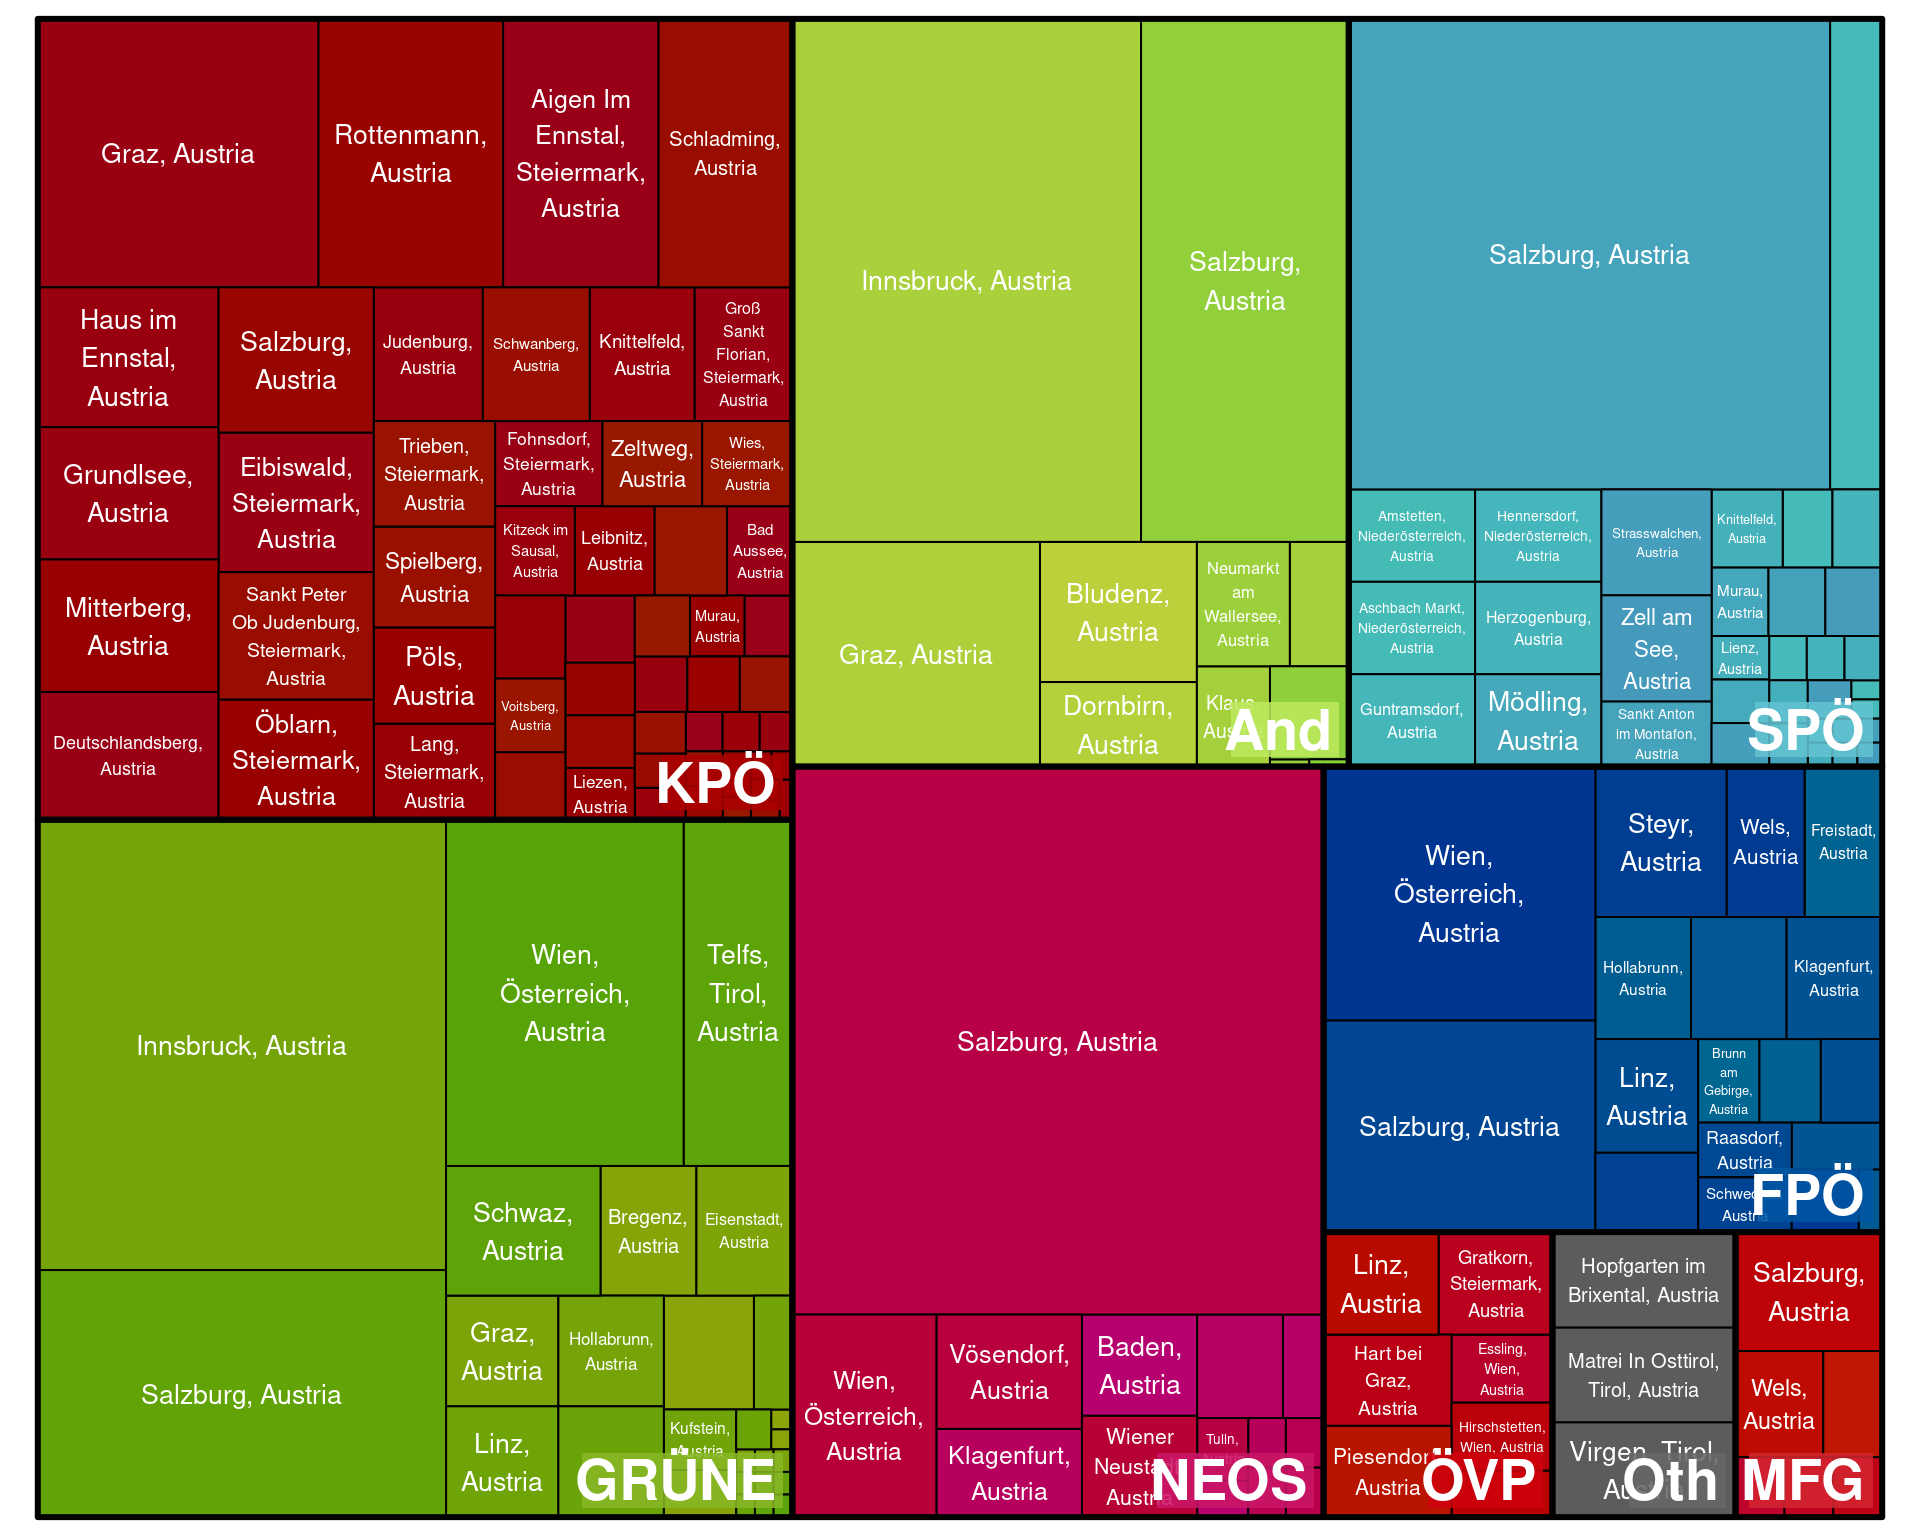 Graz, Austria
Rottenmann,
Austria
Aigen Im
Ennstal,
Steiermark,
Austria
Schladming,
Austria
Haus im
Ennstal,
Austria
Salzburg,
Austria
Judenburg,
Austria
Schwanberg,
Austria
Knittelfeld,
Austria
Groß
Sankt
Florian,
Steiermark,
Austria
Grundlsee,
Austria
Eibiswald,
Steiermark,
Austria
Trieben,
Steiermark,
Austria
Fohnsdorf,
Steiermark,
Austria
Zeltweg,
Austria
Wies,
Steiermark,
Austria
Kitzeck im
Sausal,
Austria
Leibnitz,
Austria
Bad
Aussee,
Austria
Spielberg,
Austria
Mitterberg,
Austria
Sankt Peter
Ob Judenburg,
Steiermark,
Austria
Pöls,
Austria
Murau,
Austria
Voitsberg,
Austria
Deutschlandsberg,
Austria
Öblarn,
Steiermark,
Austria
Lang,
Steiermark,
Austria
Liezen,
Austria
KPÖ
Innsbruck, Austria
Salzburg,
Austria
Graz, Austria
Bludenz,
Austria
Dornbirn,
Austria
Neumarkt
am
Wallersee,
Austria
Klaus,
And
Salzburg, Austria
Amstetten,
Niederösterreich,
Austria
Hennersdorf,
Niederösterreich,
Austria
Strasswalchen,
Austria
Knittelfeld,
Austria
Aschbach Markt,
Niederösterreich,
Austria
Herzogenburg,
Austria
Zell am
See,
Austria
Murau,
Austria
Lienz,
Austria
Guntramsdorf,
Austria
Mödling,
Austria
Sankt Anton
im Montafon,
Austria
SPÖ
Innsbruck, Austria
Wien,
Österreich,
Austria
Telfs,
Tirol,
Austria
Schwaz,
Austria
Bregenz,
Austria
Eisenstadt,
Austria
Salzburg, Austria
Graz,
Austria
Hollabrunn,
Austria
Linz,
Austria
Kufstein,
Austria
GRÜNE
Salzburg, Austria
Wien,
Österreich,
Austria
Vösendorf,
Austria
Baden,
Austria
Klagenfurt,
Austria
Wiener
Neustadt,
Austria
Tulln,
NEOS
Wien,
Österreich,
Austria
Steyr,
Austria
Wels,
Austria
Freistadt,
Austria
Hollabrunn,
Austria
Klagenfurt,
Austria
Salzburg, Austria
Linz,
Austria
Brunn
am
Gebirge,
Austria
Raasdorf,
Austria
Austria
FPÖ
Linz,
Austria
Gratkorn,
Steiermark,
Austria
Hart bei
Graz,
Austria
Essling,
Wien,
Austria
Hirschstetten,
Wien, Austria
Piesendorf,
Austria
ÖVP
Hopfgarten im
Brixental, Austria
Matrei In Osttirol,
Tirol, Austria
Virgen, Tirol,
Austria
Oth
Salzburg,
Austria
Wels,
Austria
MFG